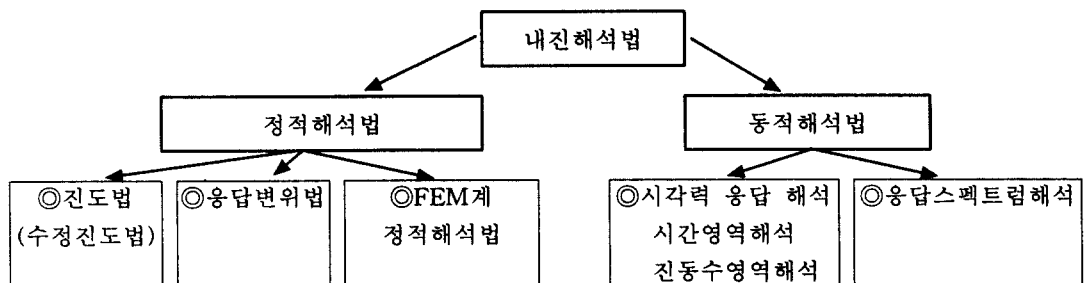 내진해석법
정적해석법
동적해석법
◎진도법
(수정진도법)
◎응답변위법
◎FEM계
정적해석법
◎시각력 응답 해석
시간영역해석
진동수영역해석
◎응답스펙트럼해석